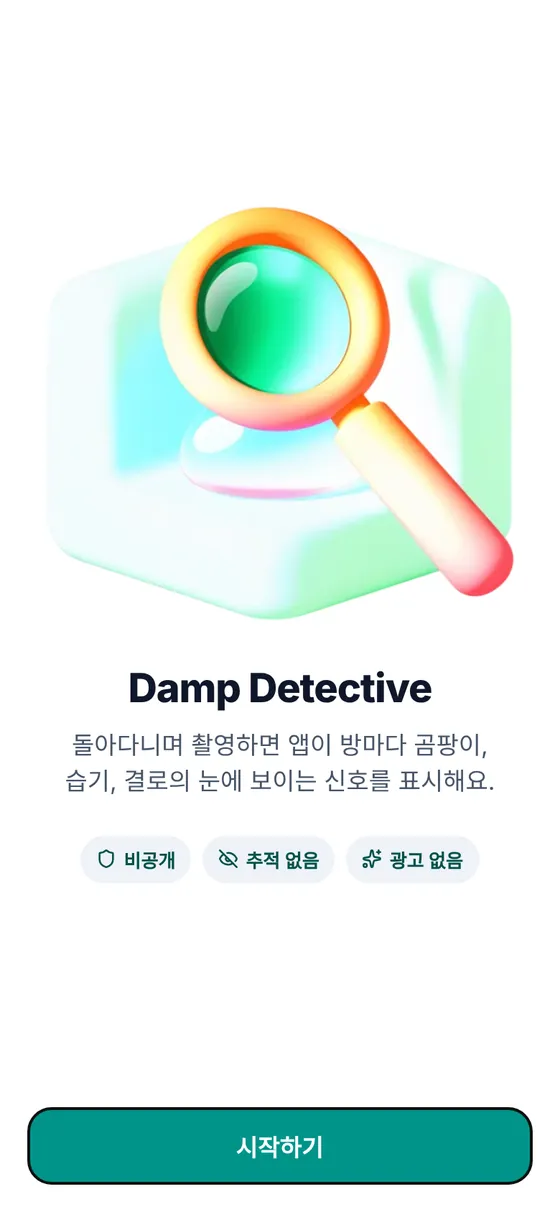 Damp Detective
돌아다니며 촬영하면 앱이 방마다 곰팡이,
습기, 결로의 눈에 보이는 신호를 표시해요.
비공개
추적 없음
광고 없음
시작하기